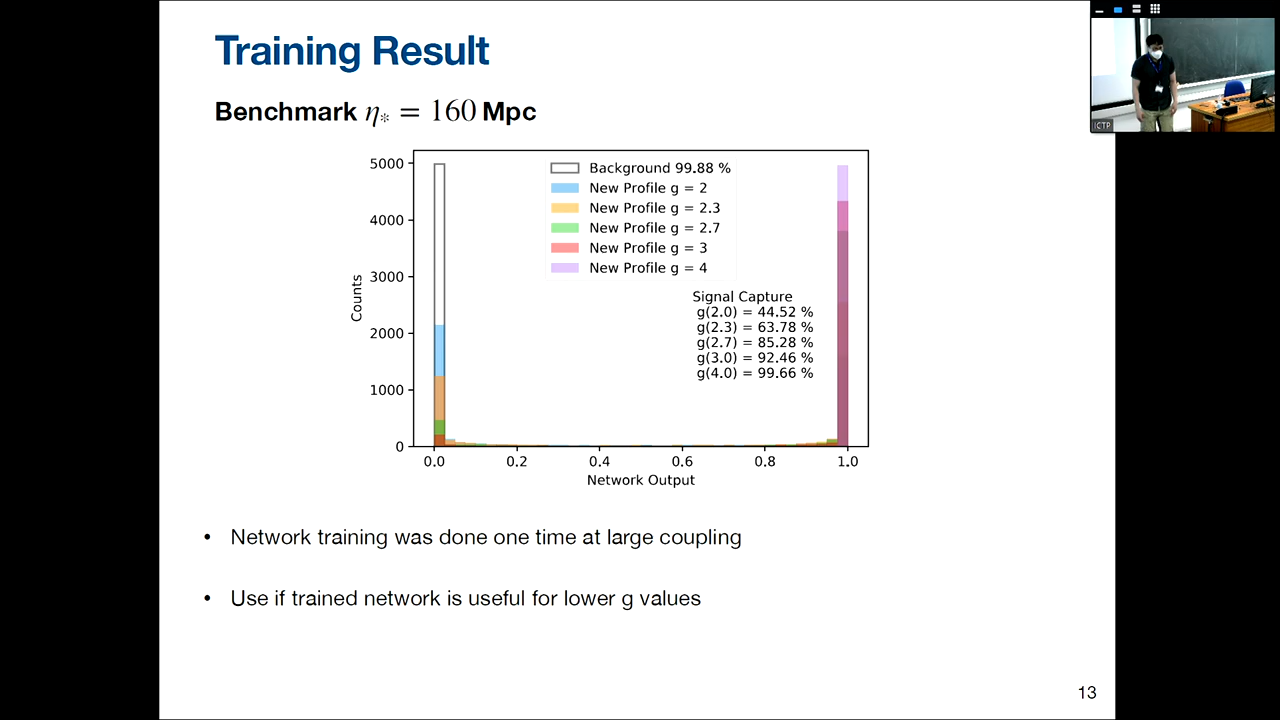 Training Result
Benchmark η* = 160 Mpc
5000
4000
3000
2000
1000
0
Counts
Background 99.88 %
New Profile g = 2
New Profile g = 2.3
New Profile g = 2.7
New Profile g = 3
New Profile g = 4
Signal Capture
g(2.0) = 44.52 %
g(2.3) = 63.78 %
g(2.7) = 85.28 %
g(3.0) = 92.46 %
g(4.0) = 99.66 %
0.0 0.2 0.4 0.6 0.8 1.0
Network Output
• Network training was done one time at large coupling
• Use if trained network is useful for lower g values
13
ICTP